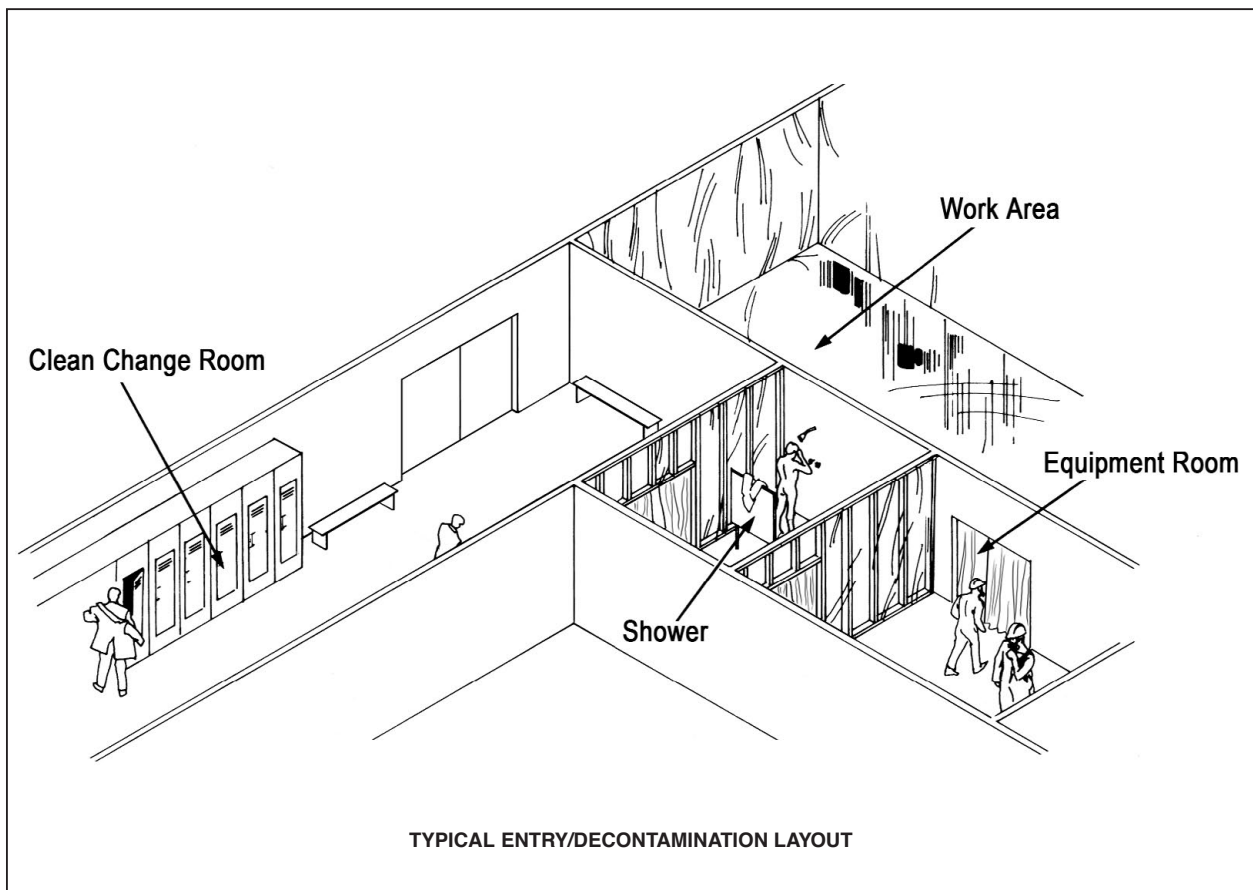 Work Area
Clean Change Room
Equipment Room
Shower
TYPICAL ENTRY/DECONTAMINATION LAYOUT